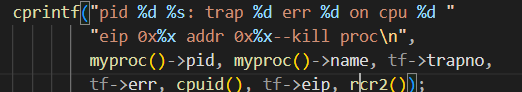 cprintf("pid %d %s: trap %d err %d on cpu %d "
"eip 0x%x addr 0x%x--kill proc\n",
myproc()->pid, myproc()->name, tf->trapno,
tf->err, cpuid(), tf->eip, rcr2());